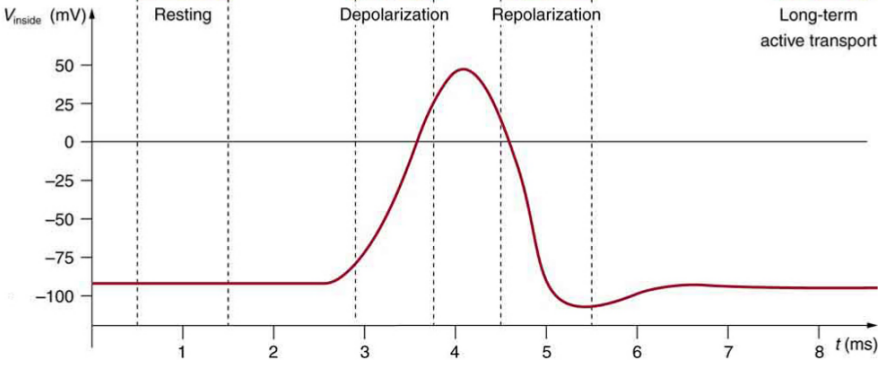 V inside (mV)
Resting
Depolarization
Repolarization
Long-term
active transport
50
25
0
–25
–50
–75
–100
1
2
3
4
5
6
7
8
t (ms)